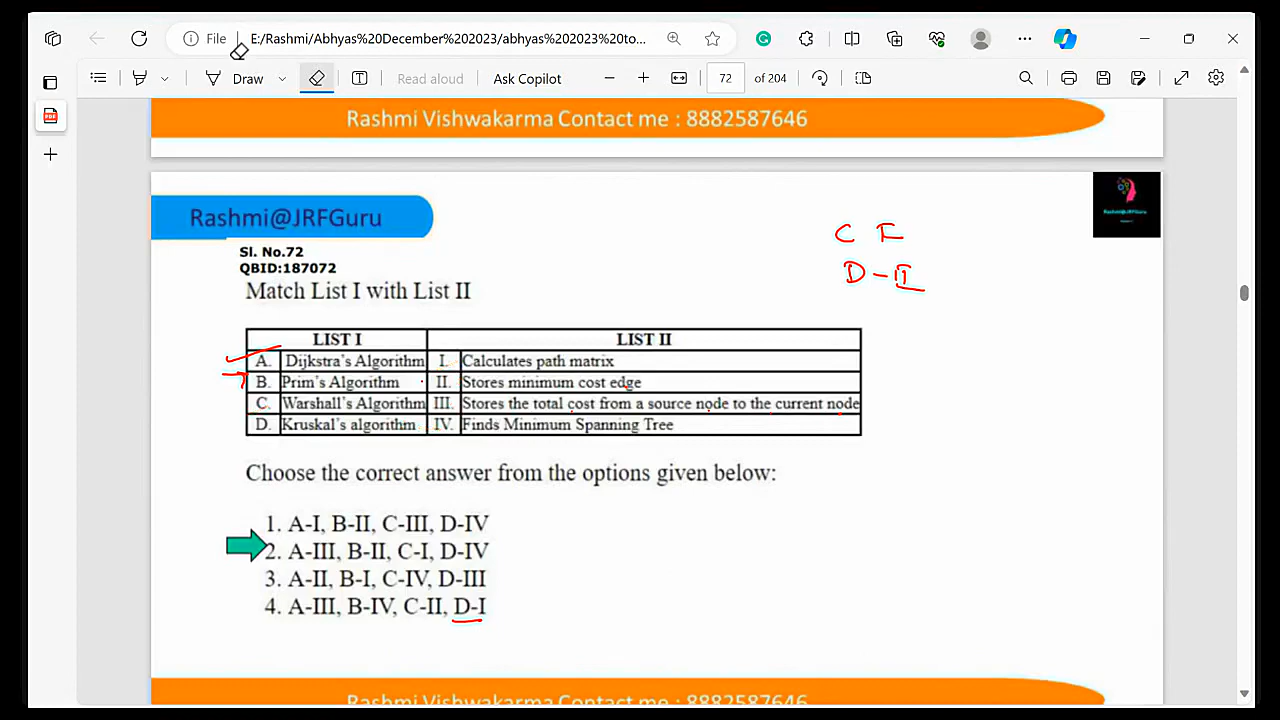 File E:/Rashmi/Abhyas%20December%202023/abhyas%202023%20to...
Draw Read aloud Ask Copilot 72 of 204
Rashmi Vishwakarma Contact me : 8882587646
Rashmi@JRFGuru
Sl. No.72
QBID:187072
Match List I with List II
C I
D-II
LIST I LIST II
A. Dijkstra's Algorithm I. Calculates path matrix
B. Prim's Algorithm II. Stores minimum cost edge
C. Warshall's Algorithm III. Stores the total cost from a source node to the current node
D. Kruskal's algorithm IV. Finds Minimum Spanning Tree
Choose the correct answer from the options given below:
1. A-I, B-II, C-III, D-IV
2. A-III, B-II, C-I, D-IV
3. A-II, B-I, C-IV, D-III
4. A-III, B-IV, C-II, D-I
Rashmi Vishwakarma Contact me : 8882587646